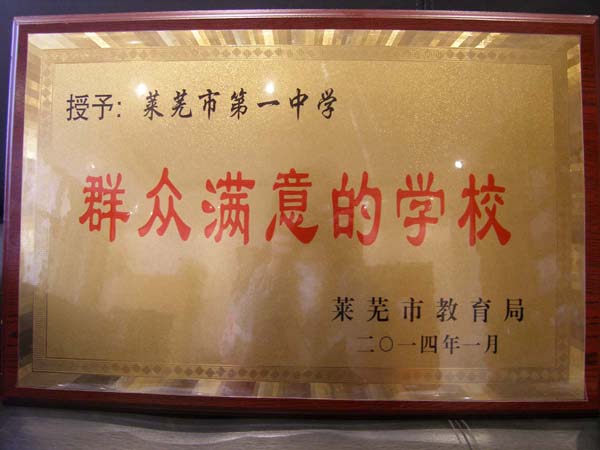 授予:莱芜市第一中学
群众满意的学校
莱芜市教育局
二〇一四年一月